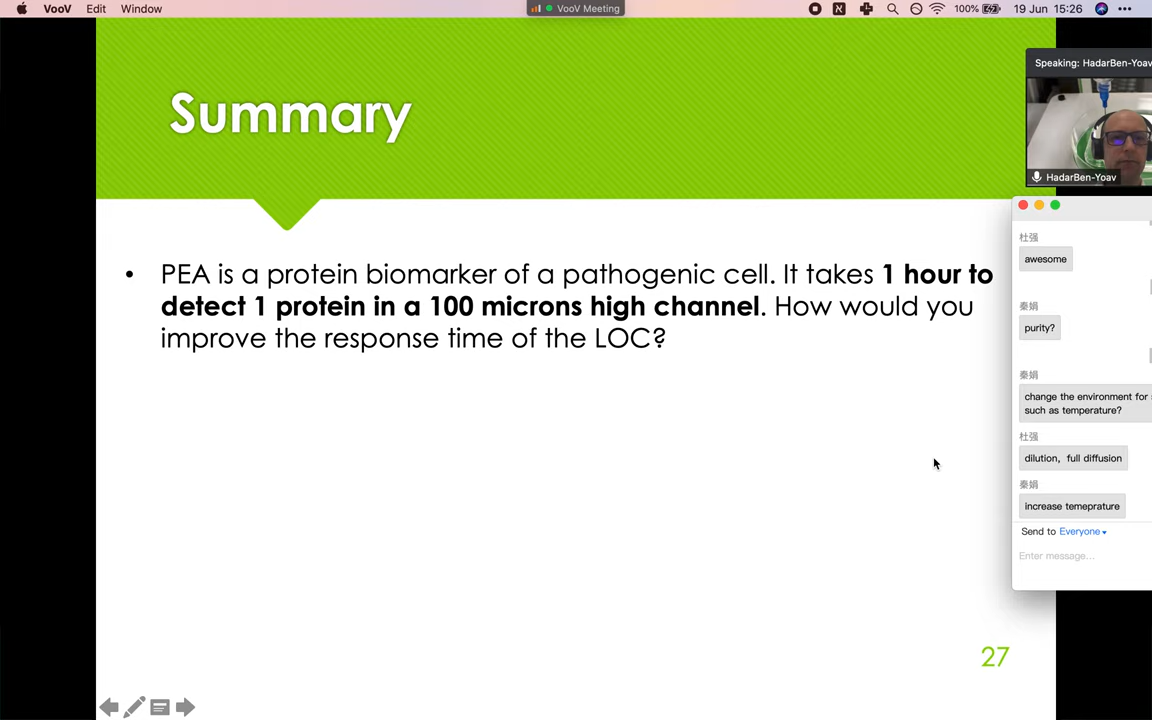 VooV Edit Window
VooV Meeting
100% 19 Jun 15:26
Summary
Speaking: HadarBen-Yoav
HadarBen-Yoav
• PEA is a protein biomarker of a pathogenic cell. It takes 1 hour to
detect 1 protein in a 100 microns high channel. How would you
improve the response time of the LOC?
杜强
awesome
秦娟
purity?
秦娟
change the environment for
such as temperature?
杜强
dilution, full diffusion
秦娟
increase temeprature
Send to Everyone
Enter message...
27